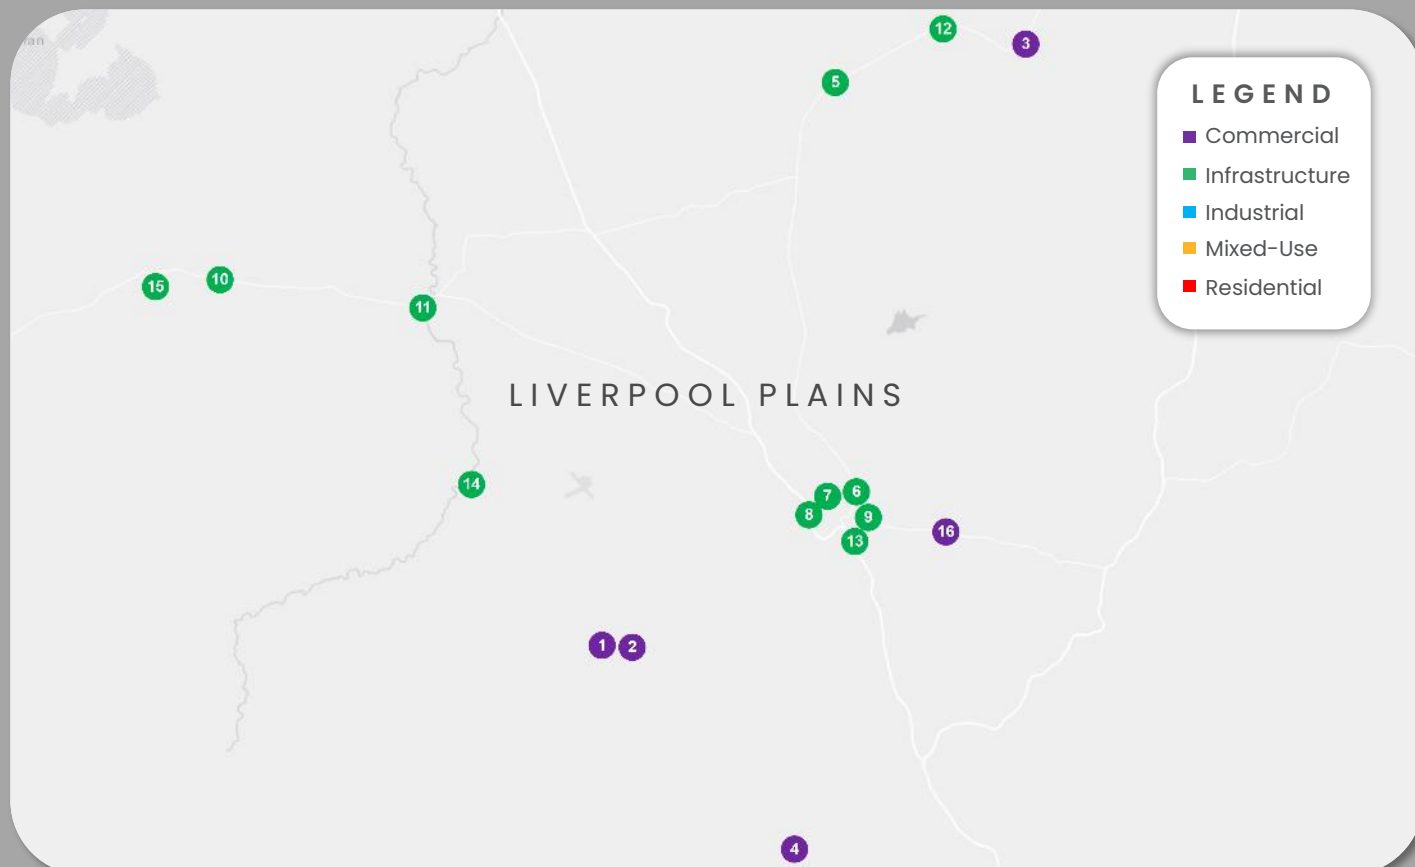 12
3
5
LEGEND
Commercial
Infrastructure
Industrial
Mixed-Use
Residential
15
10
11
LIVERPOOL PLAINS
14
7
6
8
9
13
16
1
2
4